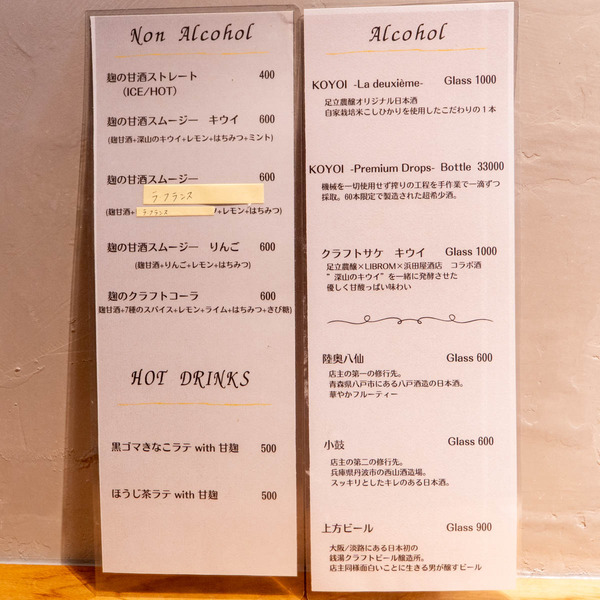 Non Alcohol
麹の甘酒ストレート 400
（ICE/HOT）
麹の甘酒スムージー キウイ 600
(麹甘酒+深山のキウイ+レモン+はちみつ+ミント)
麹の甘酒スムージー 600
ラ・フランス
(麹甘酒+ラ・フランス+レモン+はちみつ)
麹の甘酒スムージー りんご 600
(麹甘酒+りんご+レモン+はちみつ)
麹のクラフトコーラ 600
麹甘酒+7種のスパイス+レモン+ライム+はちみつ+きび糖)
HOT DRINKS
黒ゴマきなこラテ with 甘麹 500
ほうじ茶ラテ with 甘麹 500
Alcohol
KOYOI -La deuxième- Glass 1000
足立農醸オリジナル日本酒
自家栽培米こしひかりを使用したこだわりの1本
KOYOI -Premium Drops- Bottle 33000
機械を一切使用せず搾りの工程を手作業で一滴ずつ
採取。60本限定で製造された超希少酒。
クラフトサケ キウイ Glass 1000
足立農醸×LIBROM×浜田屋酒店 コラボ酒
”深山のキウイ”を一緒に発酵させた
優しく甘酸っぱい味わい
陸奥八仙 Glass 600
店主の第一の修行先。
青森県八戸市にある八戸酒造の日本酒。
華やかフルーティー
小鼓 Glass 600
店主の第二の修行先。
兵庫県丹波市の西山酒造場。
スッキリとしたキレのある日本酒。
上方ビール Glass 900
大阪/淡路にある日本初の
銭湯クラフトビール醸造所。
店主同様面白いことに生きる男が醸すビール